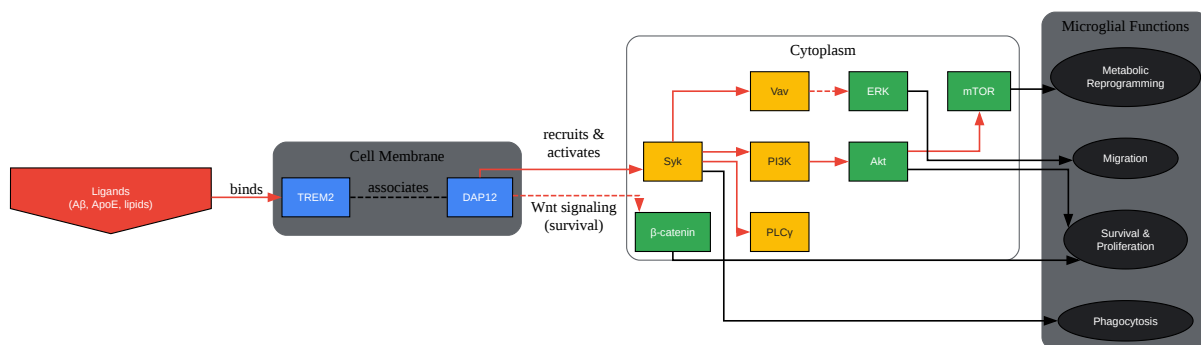 Microglial Functions
Cytoplasm
Metabolic
Reprogramming
Vav
ERK
mTOR
recruits &
activates
Cell Membrane
Syk
PI3K
Akt
Migration
Ligands
(Aβ, ApoE, lipids)
binds
TREM2
associates
DAP12
Wnt signaling
(survival)
β-catenin
PLCγ
Survival &
Proliferation
Phagocytosis